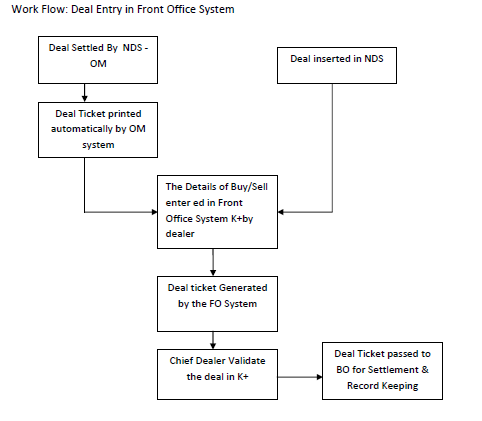 Work Flow: Deal Entry in Front Office System
Deal Settled By NDS -
OM
Deal inserted in NDS
Deal Ticket printed
automatically by OM
system
The Details of Buy/Sell
enter ed in Front
Office System K+by
dealer
Deal ticket Generated
by the FO System
Chief Dealer Validate
the deal in K+
Deal Ticket passed to
BO for Settlement &
Record Keeping